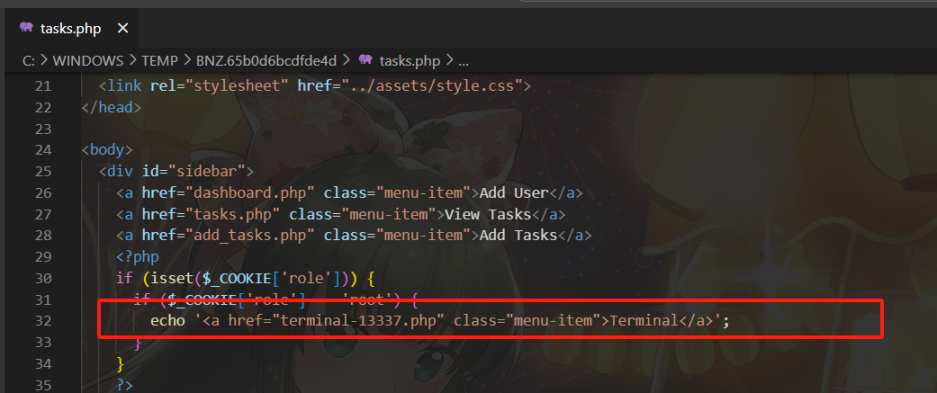 tasks.php ×
C: > WINDOWS > TEMP > BNZ.65b0d6bcdfde4d > tasks.php > ...
21 <link rel="stylesheet" href="../assets/style.css">
22 </head>
23
24 <body>
25 <div id="sidebar">
26 <a href="dashboard.php" class="menu-item">Add User</a>
27 <a href="tasks.php" class="menu-item">View Tasks</a>
28 <a href="add_tasks.php" class="menu-item">Add Tasks</a>
29 <?php
30 if (isset($_COOKIE['role'])) {
31 if ($_COOKIE['role'] 'root') {
32 echo '<a href="terminal-13337.php" class="menu-item">Terminal</a>';
33 }
34 }
35 ?>